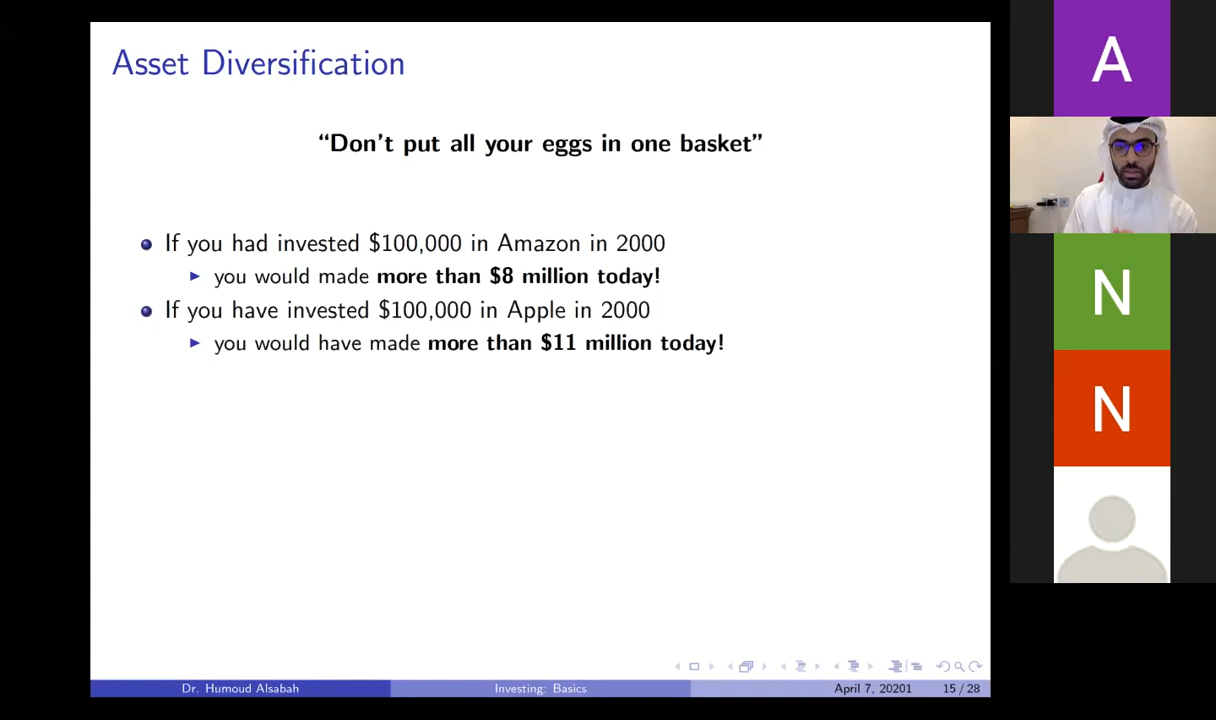 Asset Diversification
“Don’t put all your eggs in one basket”
If you had invested $100,000 in Amazon in 2000
you would made more than $8 million today!
If you have invested $100,000 in Apple in 2000
you would have made more than $11 million today!
Dr. Humoud Alsabah Investing: Basics April 7, 20201 15 / 28
A
N
N